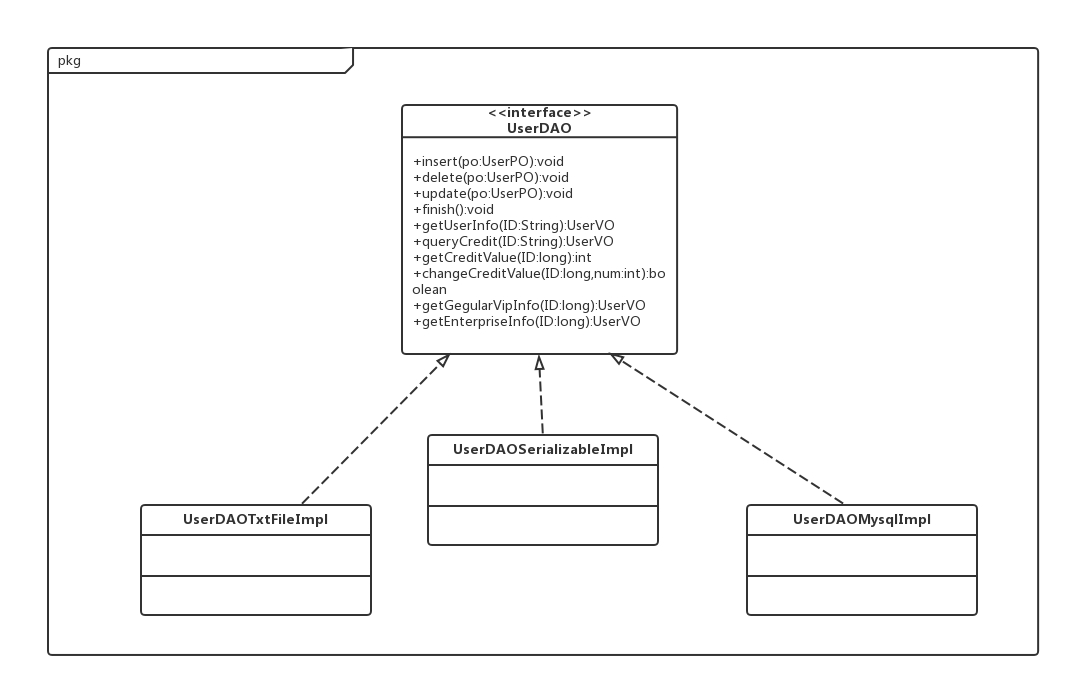 pkg
<<interface>>
UserDAO
+insert(po:UserPO):void
+delete(po:UserPO):void
+update(po:UserPO):void
+finish():void
+getUserInfo(ID:String):UserVO
+queryCredit(ID:String):UserVO
+getCreditValue(ID:long):int
+changeCreditValue(ID:long,num:int):bo
olean
+getGegularVipInfo(ID:long):UserVO
+getEnterpriseInfo(ID:long):UserVO
UserDAOSerializableImpl
UserDAOTxtFileImpl
UserDAOMysqlImpl